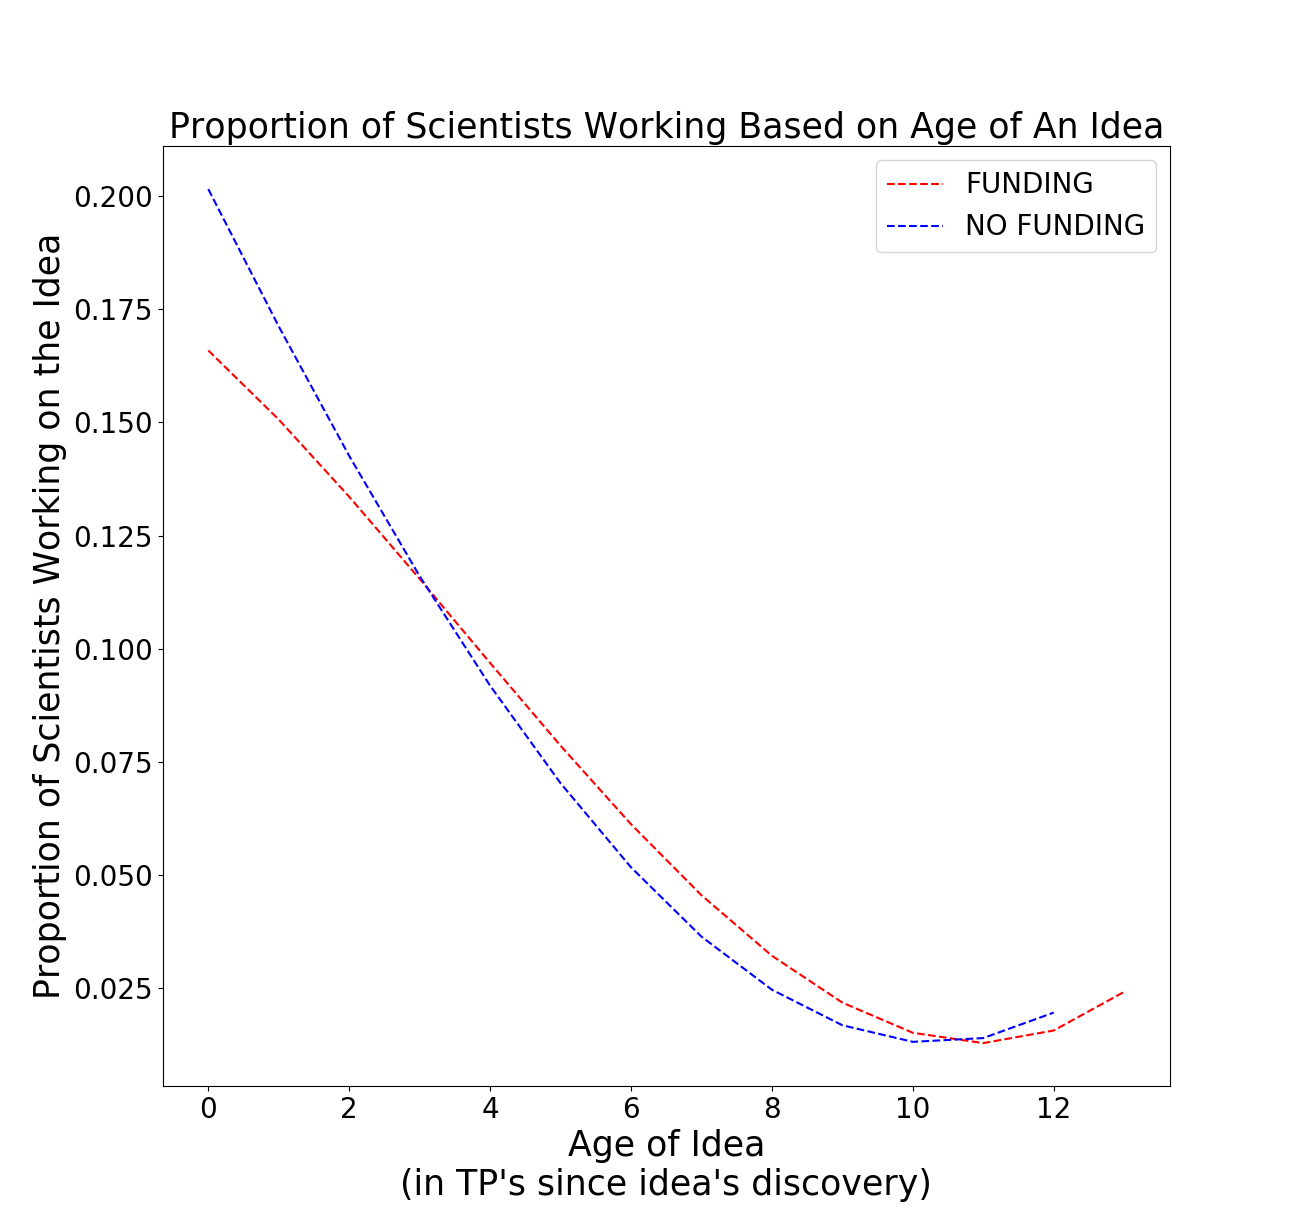 Proportion of Scientists Working Based on Age of An Idea
FUNDING
NO FUNDING
Proportion of Scientists Working on the Idea
0.200
0.175
0.150
0.125
0.100
0.075
0.050
0.025
0 2 4 6 8 10 12
Age of Idea
(in TP's since idea's discovery)